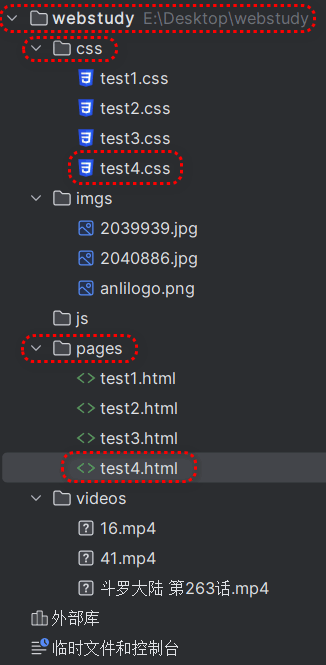 webstudy E:\Desktop\webstudy
css
test1.css
test2.css
test3.css
test4.css
imgs
2039939.jpg
2040886.jpg
anlilogo.png
js
pages
test1.html
test2.html
test3.html
test4.html
videos
16.mp4
41.mp4
斗罗大陆 第263话.mp4
外部库
临时文件和控制台